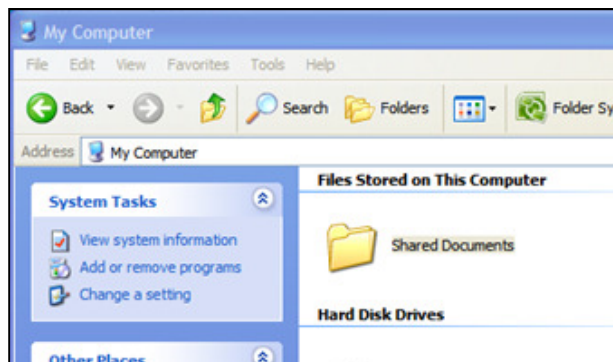 My Computer
File Edit View Favorites Tools Help
Back Search Folders Folder Sy
Address My Computer
Files Stored on This Computer
System Tasks
View system information
Shared Documents
Add or remove programs
Change a setting
Hard Disk Drives
Other Places